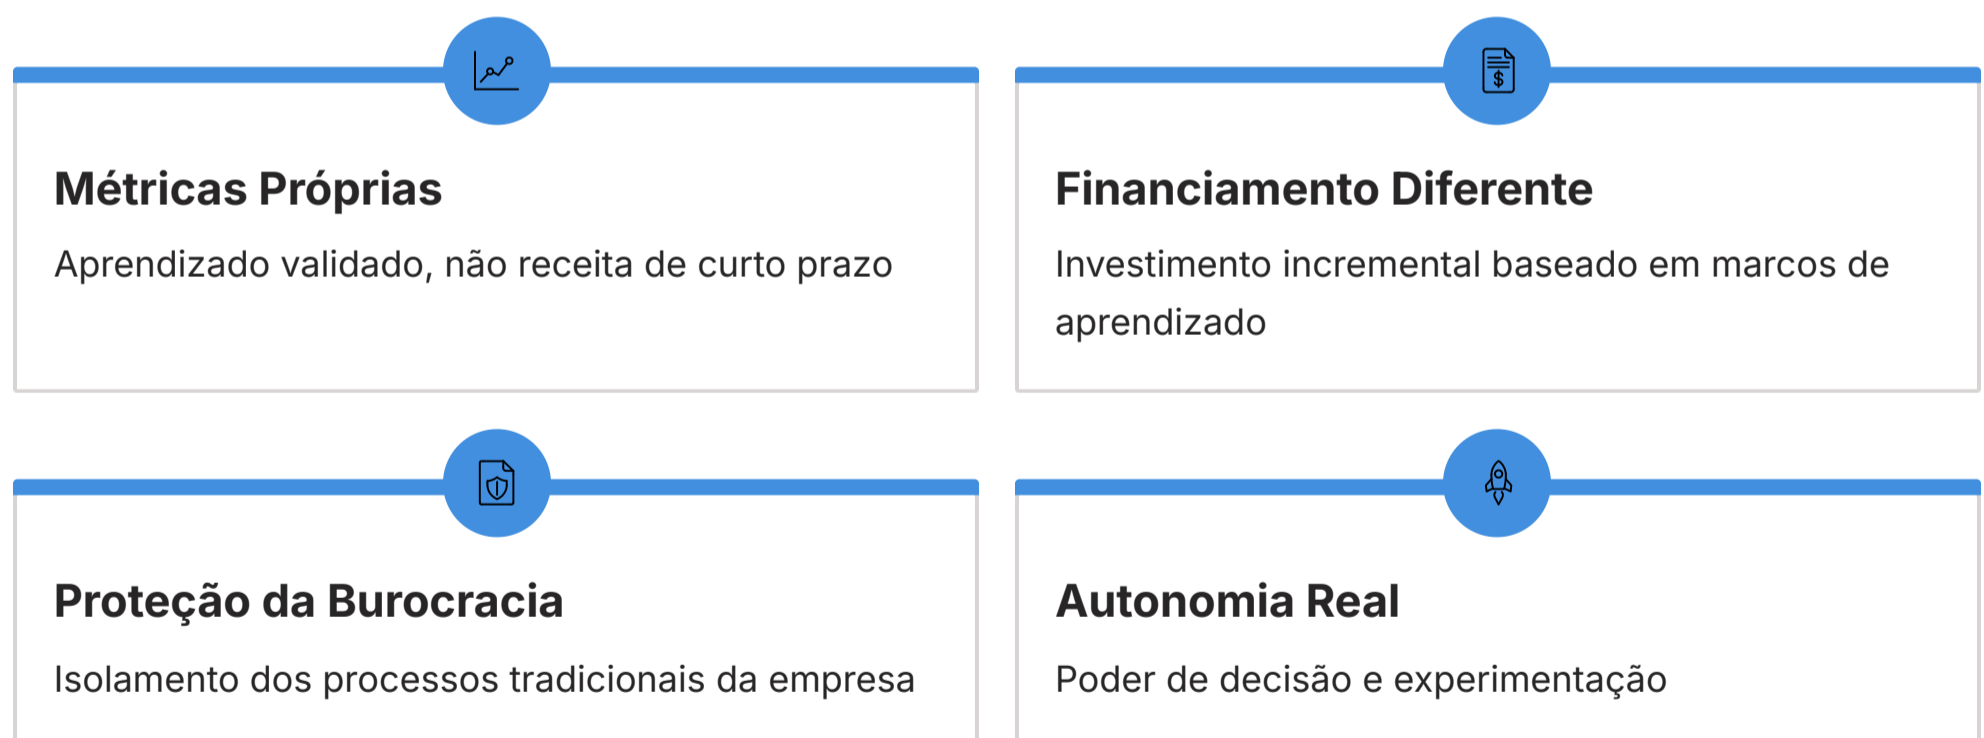 Métricas Próprias
Aprendizado validado, não receita de curto prazo
Financiamento Diferente
Investimento incremental baseado em marcos de
aprendizado
Proteção da Burocracia
Isolamento dos processos tradicionais da empresa
Autonomia Real
Poder de decisão e experimentação